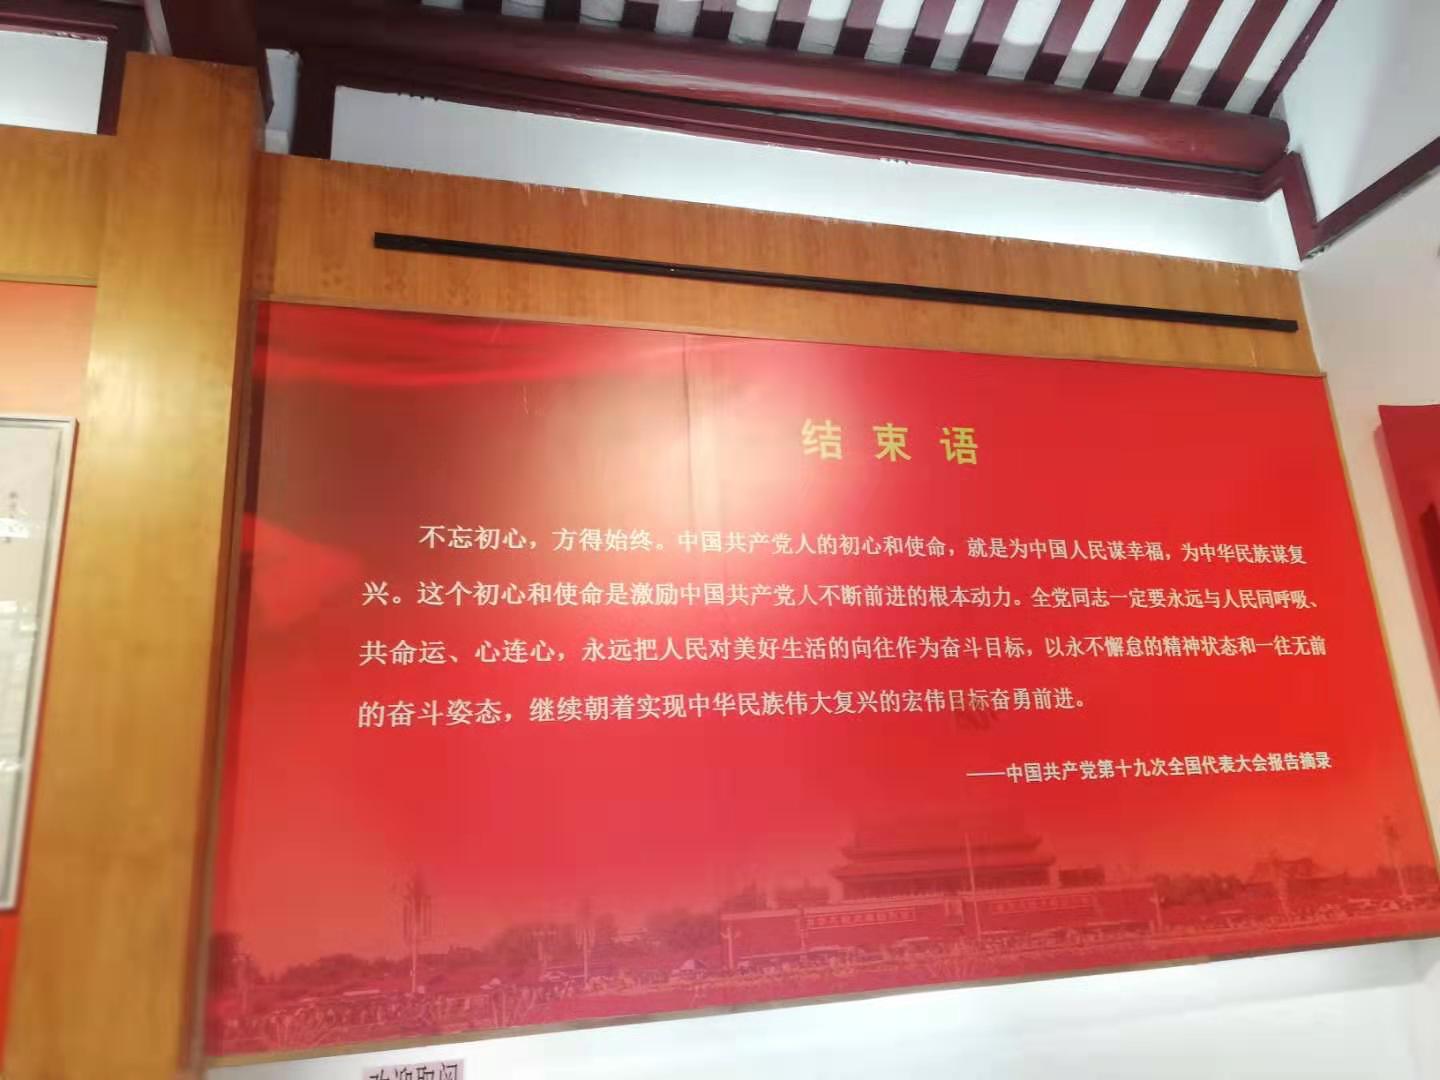 结束语
不忘初心，方得始终。中国共产党人的初心和使命，就是为中国人民谋幸福，为中华民族谋复
兴。这个初心和使命是激励中国共产党人不断前进的根本动力。全党同志一定要永远与人民同呼吸、
共命运、心连心，永远把人民对美好生活的向往作为奋斗目标，以永不懈怠的精神状态和一往无前
的奋斗姿态，继续朝着实现中华民族伟大复兴的宏伟目标奋勇前进。
——中国共产党第十九次全国代表大会报告摘录
欢迎取阅